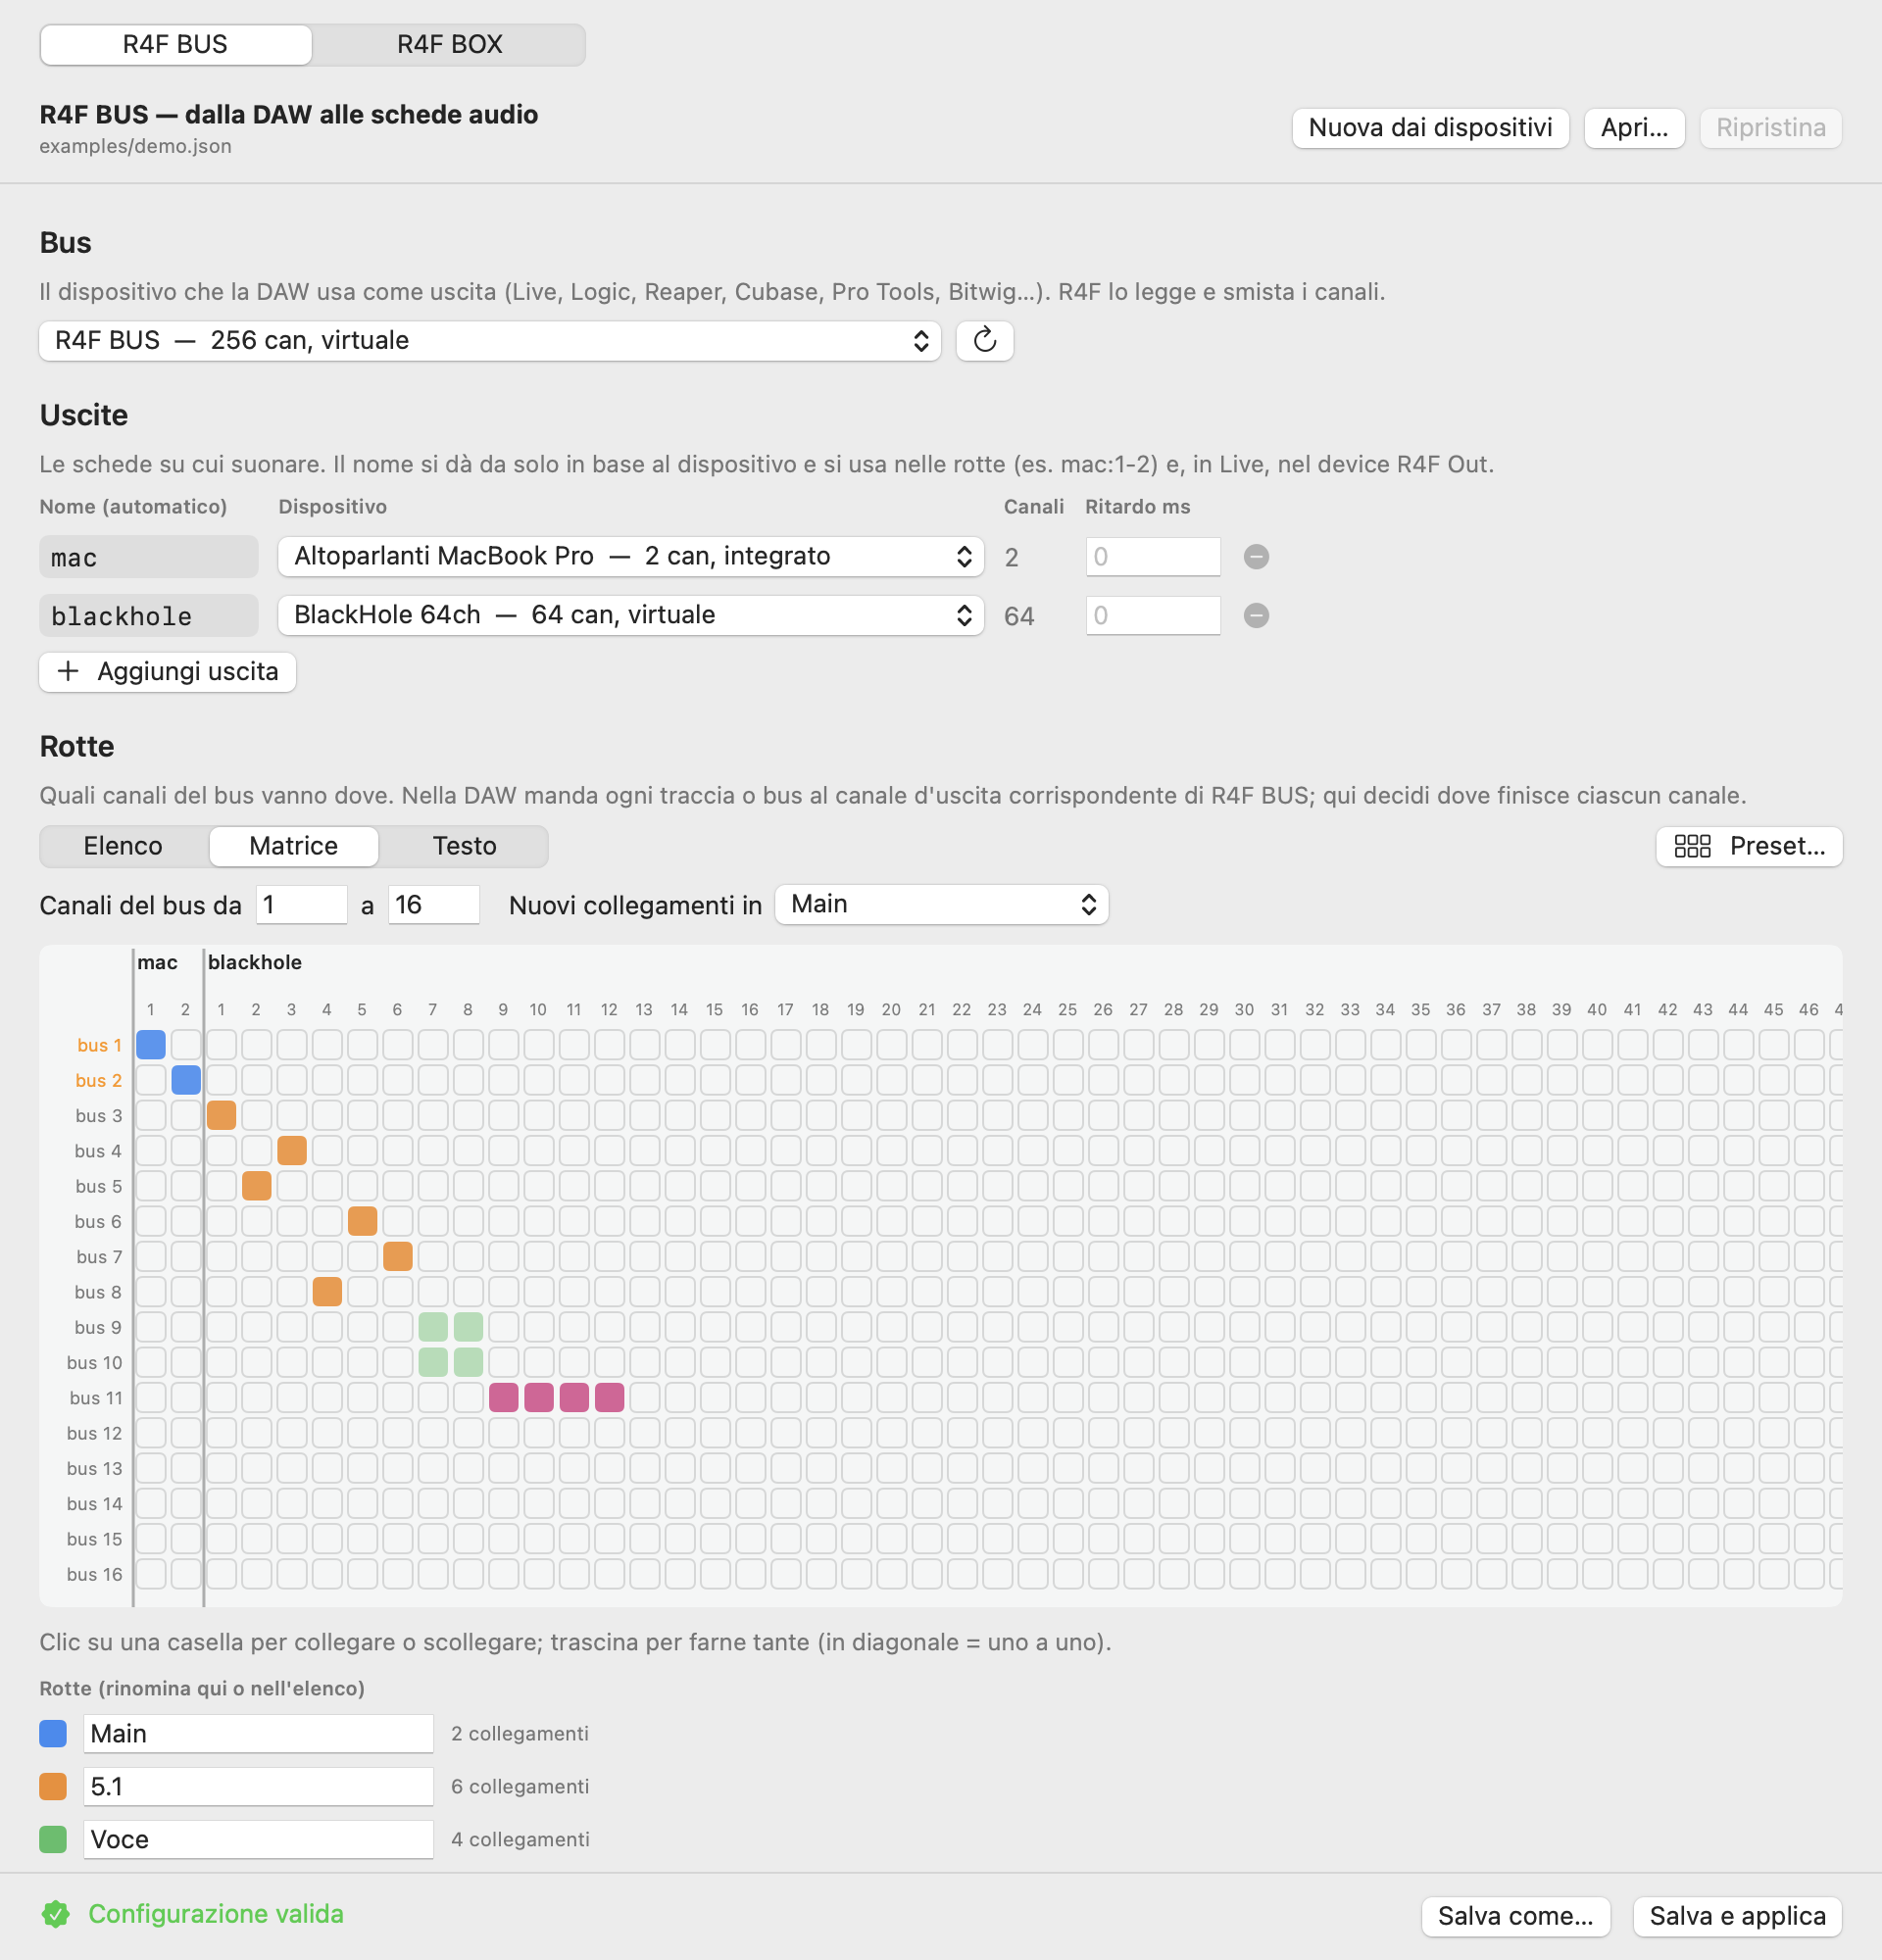 R4F BUS R4F BOX
R4F BUS — dalla DAW alle schede audio
examples/demo.json
Nuova dai dispositivi Apri... Ripristina
Bus
Il dispositivo che la DAW usa come uscita (Live, Logic, Reaper, Cubase, Pro Tools, Bitwig...). R4F lo legge e smista i canali.
R4F BUS — 256 can, virtuale
Uscite
Le schede su cui suonare. Il nome si dà da solo in base al dispositivo e si usa nelle rotte (es. mac:1-2) e, in Live, nel device R4F Out.
Nome (automatico) Dispositivo Canali Ritardo ms
mac Altoparlanti MacBook Pro — 2 can, integrato 2 0
blackhole BlackHole 64ch — 64 can, virtuale 64 0
+ Aggiungi uscita
Rotte
Quali canali del bus vanno dove. Nella DAW manda ogni traccia o bus al canale d'uscita corrispondente di R4F BUS; qui decidi dove finisce ciascun canale.
Elenco Matrice Testo Preset...
Canali del bus da 1 a 16 Nuovi collegamenti in Main
mac blackhole
1 2 1 2 3 4 5 6 7 8 9 10 11 12 13 14 15 16 17 18 19 20 21 22 23 24 25 26 27 28 29 30 31 32 33 34 35 36 37 38 39 40 41 42 43 44 45 46 4
bus 1
bus 2
bus 3
bus 4
bus 5
bus 6
bus 7
bus 8
bus 9
bus 10
bus 11
bus 12
bus 13
bus 14
bus 15
bus 16
Clic su una casella per collegare o scollegare; trascina per farne tante (in diagonale = uno a uno).
Rotte (rinomina qui o nell'elenco)
Main 2 collegamenti
5.1 6 collegamenti
Voce 4 collegamenti
Configurazione valida Salva come... Salva e applica